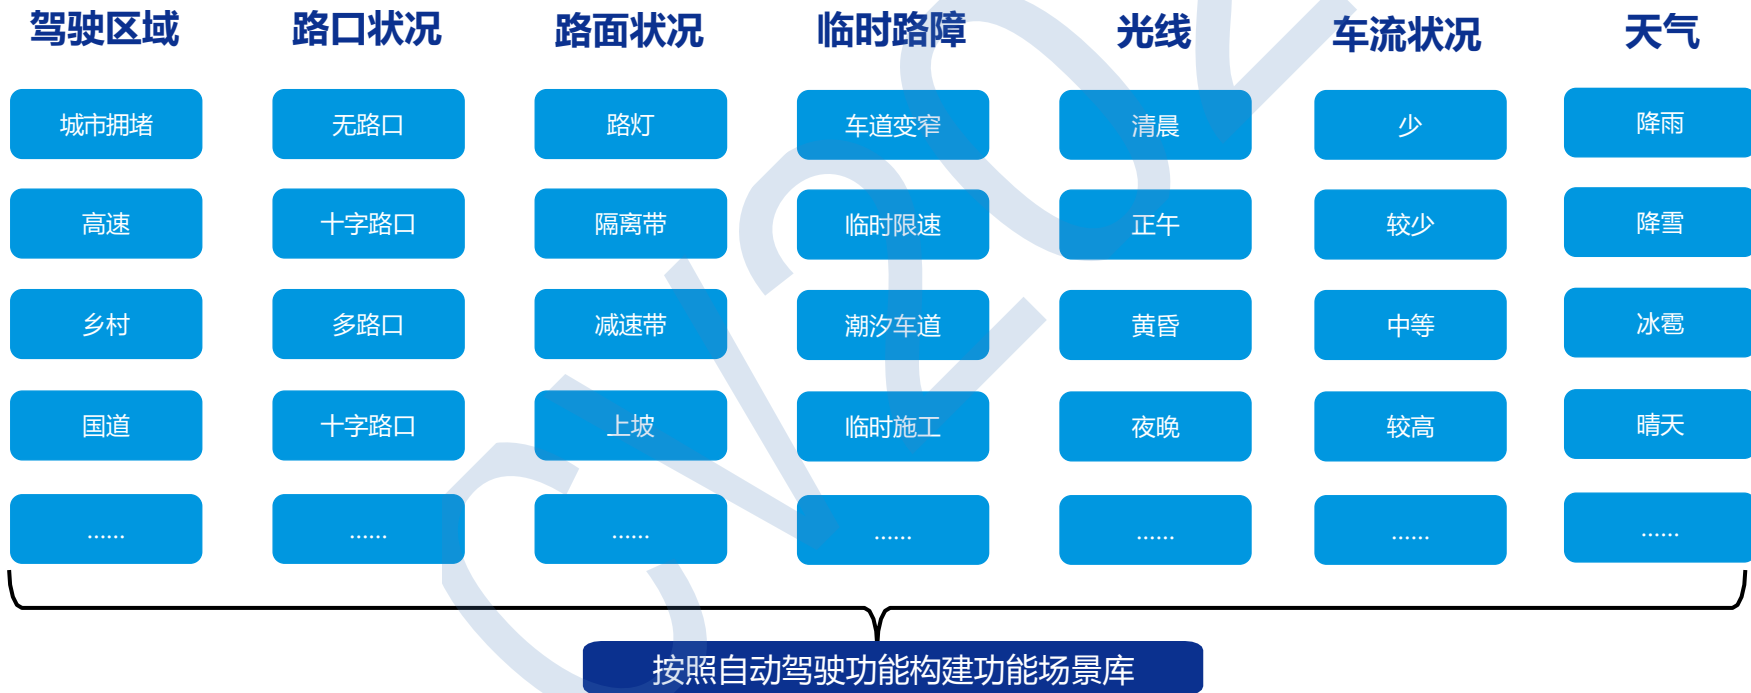 驾驶区域 路口状况 路面状况 临时路障 光线 车流状况 天气
城市拥堵 无路口 路灯 车道变窄 清晨 少 降雨
高速 十字路口 隔离带 临时限速 正午 较少 降雪
乡村 多路口 减速带 潮汐车道 黄昏 中等 冰雹
国道 十字路口 上坡 临时施工 夜晚 较高 晴天
...... ...... ...... ...... ...... ...... ......
按照自动驾驶功能构建功能场景库
CV202